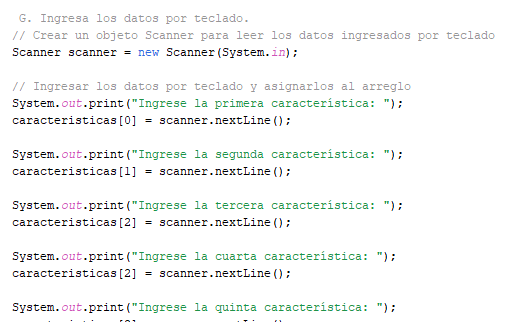 G. Ingresa los datos por teclado.
// Crear un objeto Scanner para leer los datos ingresados por teclado
Scanner scanner = new Scanner(System.in);
// Ingresar los datos por teclado y asignarlos al arreglo
System.out.print("Ingrese la primera característica: ");
caracteristicas[0] = scanner.nextLine();
System.out.print("Ingrese la segunda característica: ");
caracteristicas[1] = scanner.nextLine();
System.out.print("Ingrese la tercera característica: ");
caracteristicas[2] = scanner.nextLine();
System.out.print("Ingrese la cuarta característica: ");
caracteristicas[2] = scanner.nextLine();
System.out.print("Ingrese la quinta característica: ");